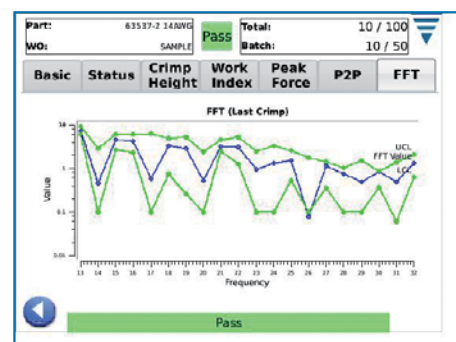 Part: 63537-2 14AWG
WO: SAMPLE
Pass
Total: 10 / 100
Batch: 10 / 50
Basic Status Crimp Height Work Index Peak Force P2P FFT
FFT (Last Crimp)
10
1
0.1
0.01
Value
UCL
FFT Value
LCL
13 14 15 16 17 18 19 20 21 22 23 24 25 26 27 28 29 30 31 32
Frequency
Pass